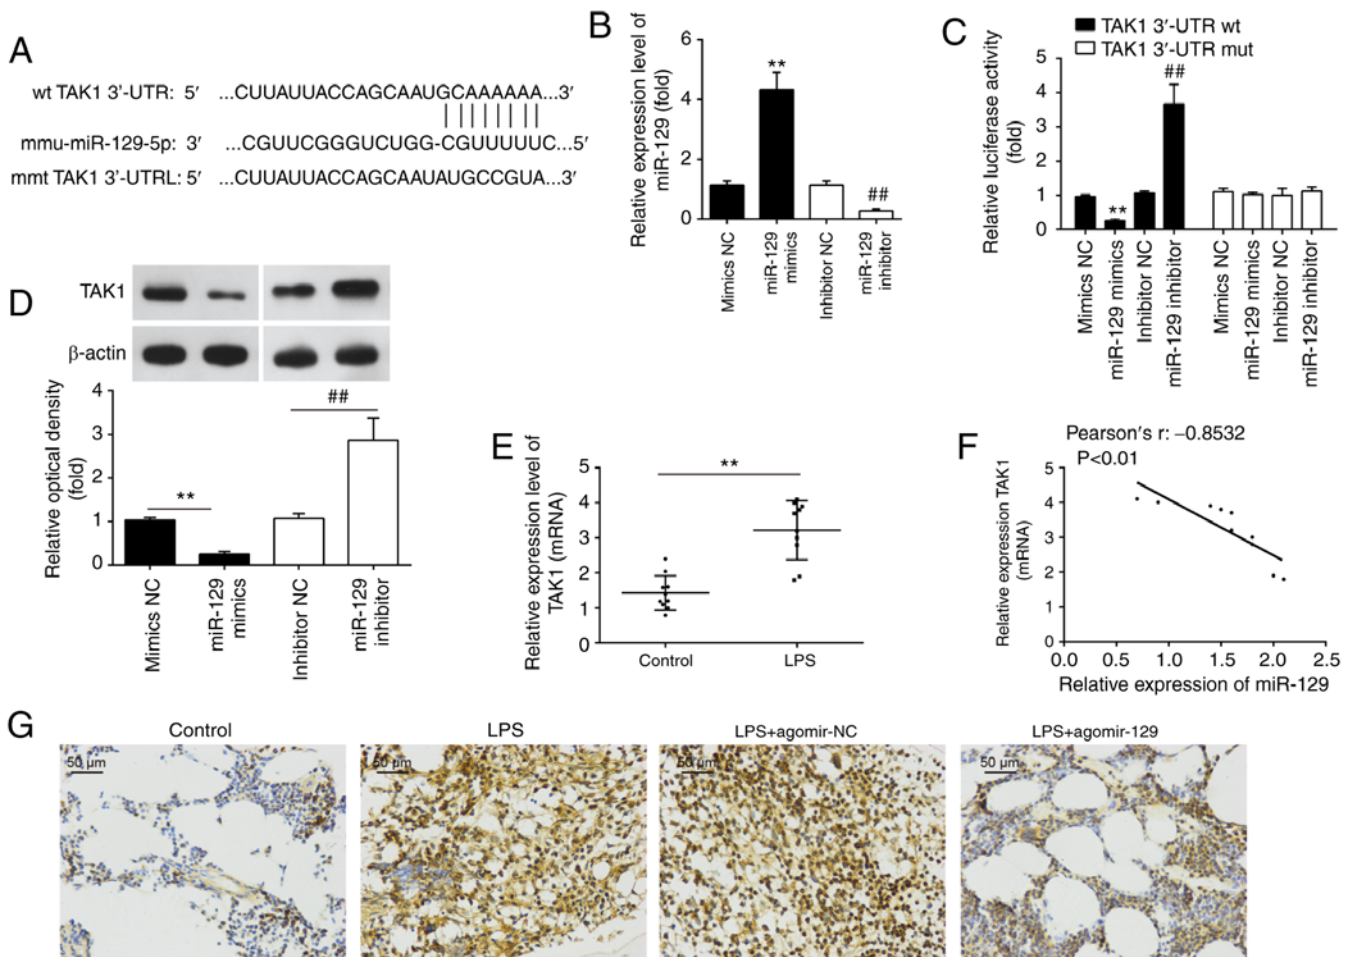 A
wt TAK1 3′-UTR: 5′ ...CUUAUUACCAGCAAUGCAAAAAA...3′
mmu-miR-129-5p: 3′ ...CGUUCGGGUCUGG-CGUUUUUC...5′
mmt TAK1 3′-UTRL: 5′ ...CUUAUUACCAGCAAUAUGCCGUA...3′
B
Relative expression level of
miR-129 (fold)
6
4
2
0
**
##
Mimics NC
miR-129
mimics
Inhibitor NC
miR-129
inhibitor
C
TAK1 3′-UTR wt
TAK1 3′-UTR mut
Relative luciferase activity
(fold)
5
4
3
2
1
0
**
##
Mimics NC
miR-129 mimics
Inhibitor NC
miR-129 inhibitor
Mimics NC
miR-129 mimics
Inhibitor NC
miR-129 inhibitor
D
TAK1
β-actin
Relative optical density
(fold)
4
3
2
1
0
**
##
Mimics NC
miR-129
mimics
Inhibitor NC
miR-129
inhibitor
E
Relative expression level of
TAK1 (mRNA)
5
4
3
2
1
0
**
Control
LPS
F
Pearson's r: −0.8532
P<0.01
Relative expression TAK1
(mRNA)
5
4
3
2
1
0
0.0 0.5 1.0 1.5 2.0 2.5
Relative expression of miR-129
G
Control
LPS
LPS+agomir-NC
LPS+agomir-129
50 μm
50 μm
50 μm
50 μm